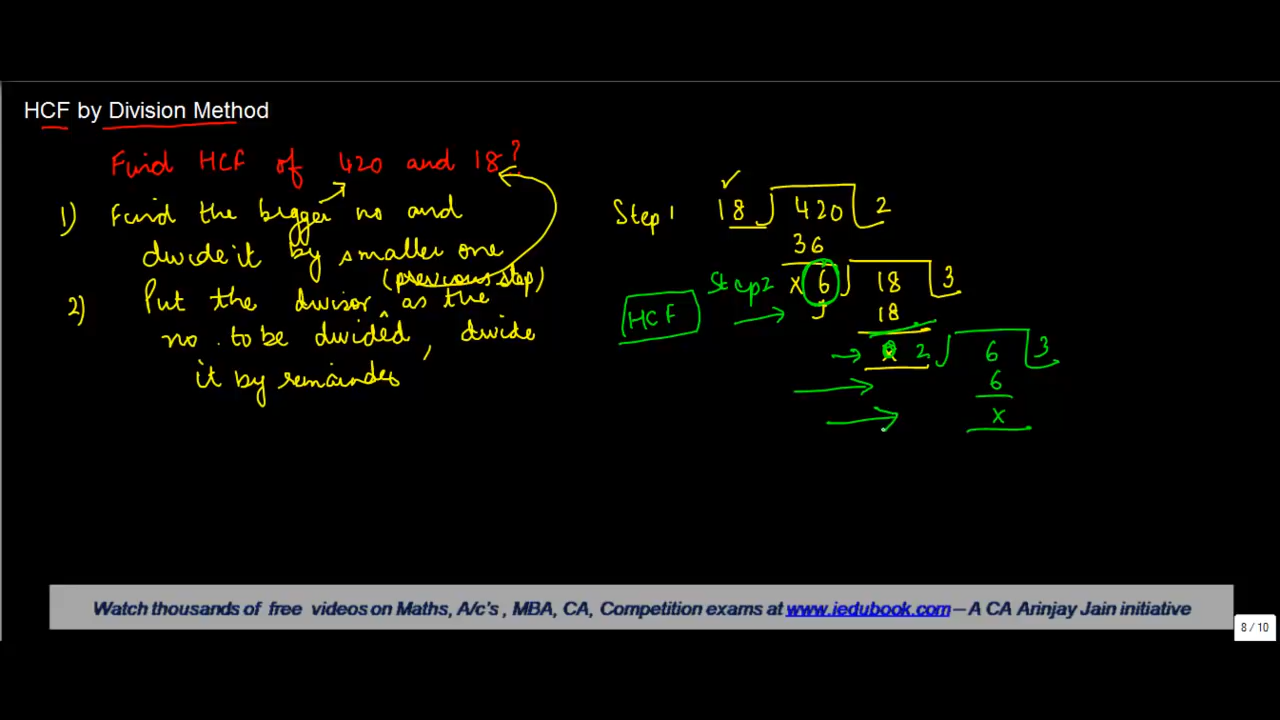 HCF by Division Method
Find HCF of 420 and 18?
1) Find the bigger no and
divide it by smaller one
(previous step)
2) Put the divisor ^ as the
no. to be divided, divide
it by remainder
Step 1 18 420 2
36
Step 2 x 6 18 3
HCF
18
2 6 3
6
x
Watch thousands of free videos on Maths, A/c's , MBA, CA, Competition exams at www.iedubook.com – A CA Arinjay Jain initiative
8 / 10